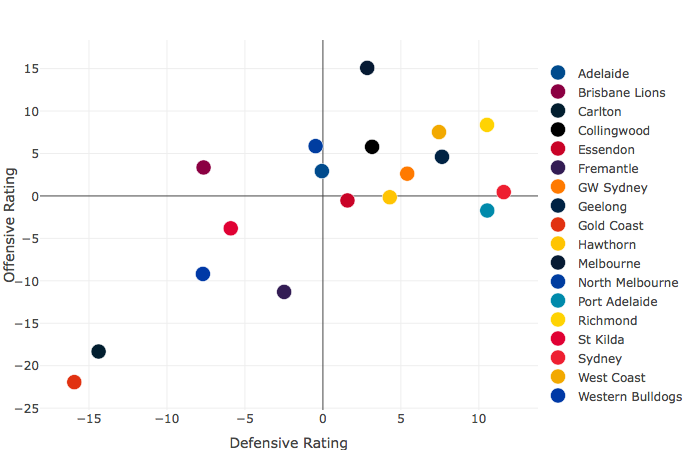 15
10
5
0
−5
−10
−15
−20
−25
Offensive Rating
−15 −10 −5 0 5 10
Defensive Rating
Adelaide
Brisbane Lions
Carlton
Collingwood
Essendon
Fremantle
GW Sydney
Geelong
Gold Coast
Hawthorn
Melbourne
North Melbourne
Port Adelaide
Richmond
St Kilda
Sydney
West Coast
Western Bulldogs